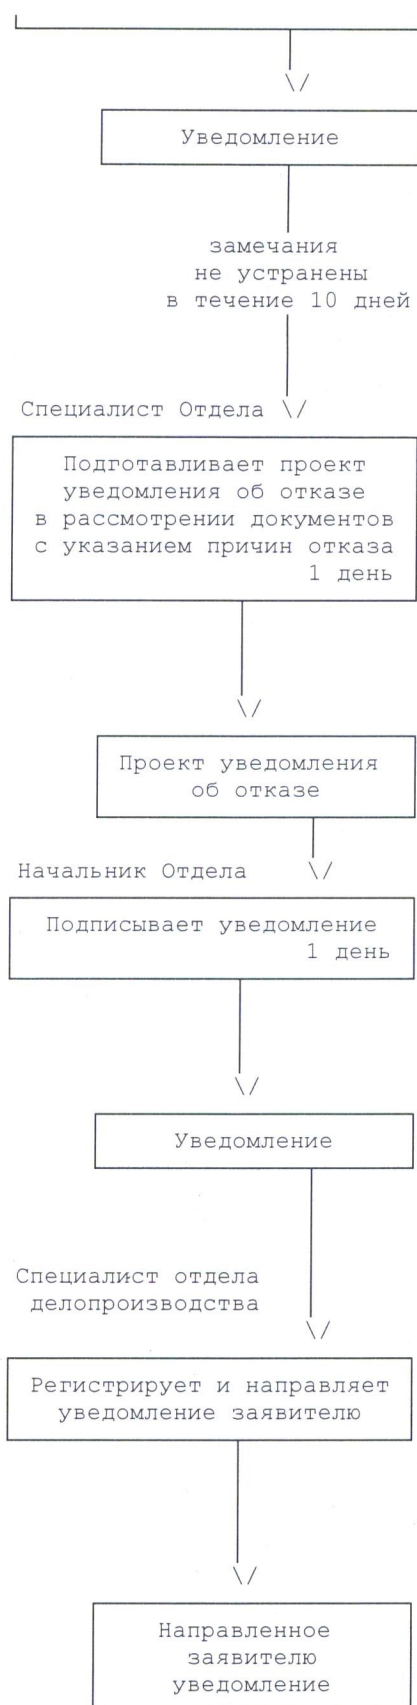 \/
Уведомление
замечания
не устранены
в течение 10 дней
Специалист Отдела \/
Подготавливает проект
уведомления об отказе
в рассмотрении документов
с указанием причин отказа
1 день
\/
Проект уведомления
об отказе
Начальник Отдела \/
Подписывает уведомление
1 день
\/
Уведомление
Специалист отдела
делопроизводства
\/
Регистрирует и направляет
уведомление заявителю
\/
Направленное
заявителю
уведомление